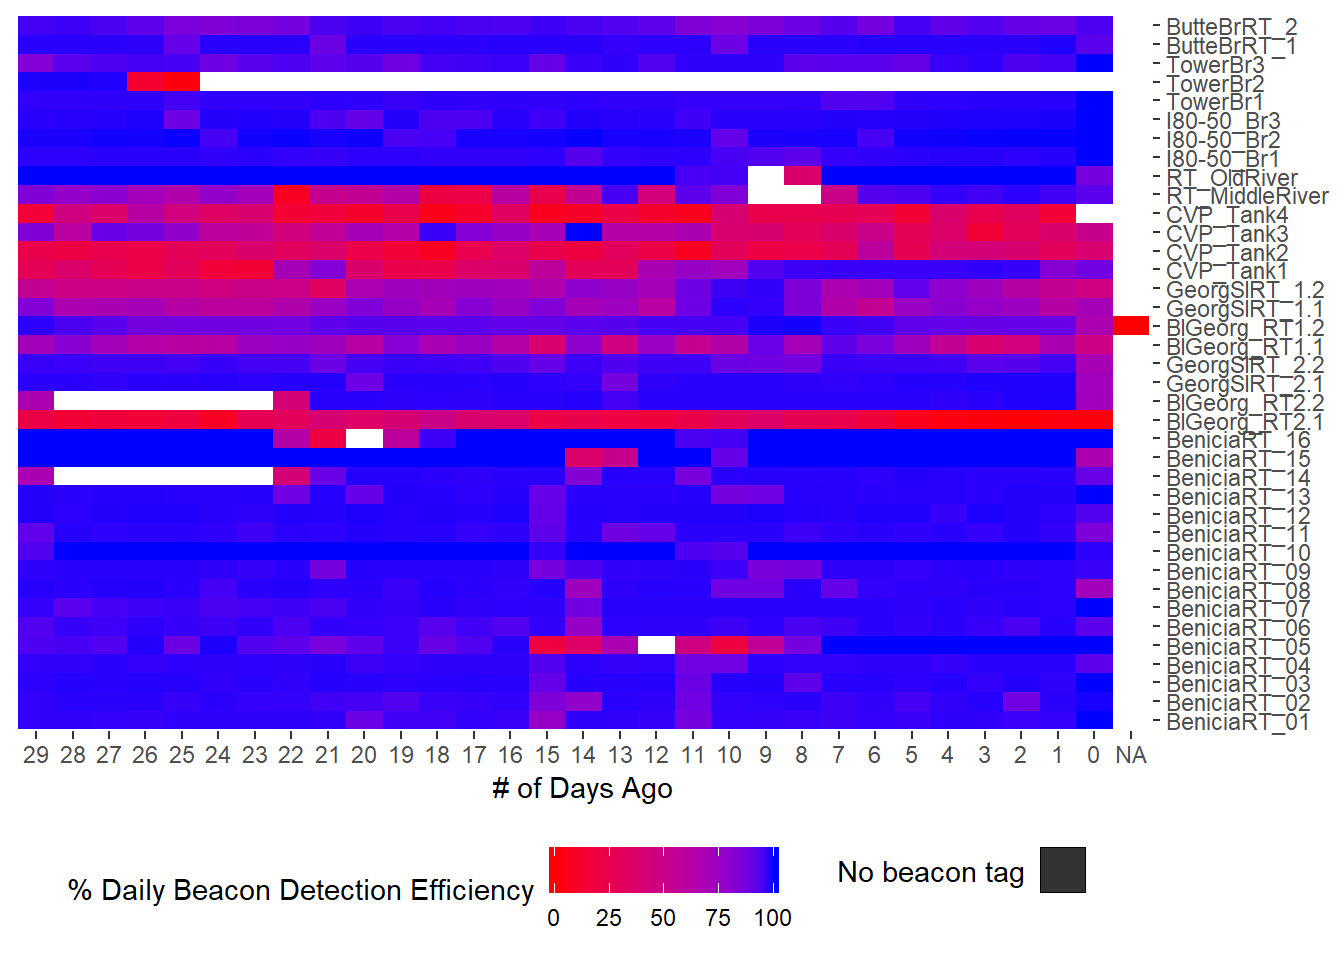 ButteBrRT_2
ButteBrRT_1
TowerBr3
TowerBr2
TowerBr1
I80-50_Br3
I80-50_Br2
I80-50_Br1
RT_OldRiver
RT_MiddleRiver
CVP_Tank4
CVP_Tank3
CVP_Tank2
CVP_Tank1
GeorgSlRT_1.2
GeorgSlRT_1.1
BlGeorg_RT1.2
BlGeorg_RT1.1
GeorgSlRT_2.2
GeorgSlRT_2.1
BlGeorg_RT2.2
BlGeorg_RT2.1
BeniciaRT_16
BeniciaRT_15
BeniciaRT_14
BeniciaRT_13
BeniciaRT_12
BeniciaRT_11
BeniciaRT_10
BeniciaRT_09
BeniciaRT_08
BeniciaRT_07
BeniciaRT_06
BeniciaRT_05
BeniciaRT_04
BeniciaRT_03
BeniciaRT_02
BeniciaRT_01
29 28 27 26 25 24 23 22 21 20 19 18 17 16 15 14 13 12 11 10 9 8 7 6 5 4 3 2 1 0 NA
# of Days Ago
% Daily Beacon Detection Efficiency
0 25 50 75 100
No beacon tag